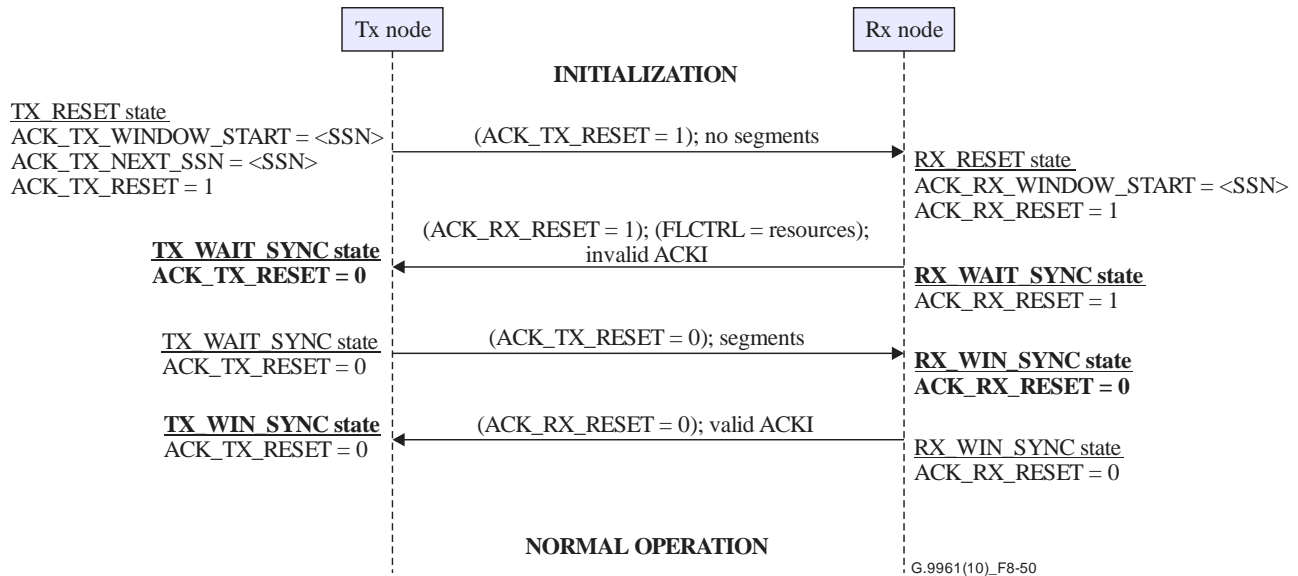 Tx node
Rx node
INITIALIZATION
TX_RESET state
ACK_TX_WINDOW_START = <SSN>
ACK_TX_NEXT_SSN = <SSN>
ACK_TX_RESET = 1
(ACK_TX_RESET = 1); no segments
RX_RESET state
ACK_RX_WINDOW_START = <SSN>
ACK_RX_RESET = 1
(ACK_RX_RESET = 1); (FLCTRL = resources);
invalid ACKI
TX_WAIT_SYNC state
ACK_TX_RESET = 0
RX_WAIT_SYNC state
ACK_RX_RESET = 1
TX_WAIT_SYNC state
ACK_TX_RESET = 0
(ACK_TX_RESET = 0); segments
RX_WIN_SYNC state
ACK_RX_RESET = 0
TX_WIN_SYNC state
ACK_TX_RESET = 0
(ACK_RX_RESET = 0); valid ACKI
RX_WIN_SYNC state
ACK_RX_RESET = 0
NORMAL OPERATION
G.9961(10)_F8-50